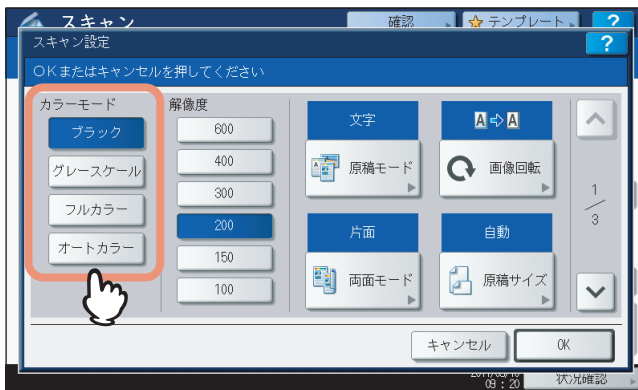 スキャン
確認
テンプレート
?
スキャン設定
?
OKまたはキャンセルを押してください
カラーモード
ブラック
グレースケール
フルカラー
オートカラー
解像度
600
400
300
200
150
100
文字
原稿モード
A⇨A
画像回転
片面
両面モード
自動
原稿サイズ
1
3
キャンセル
OK
09:20
状況確認